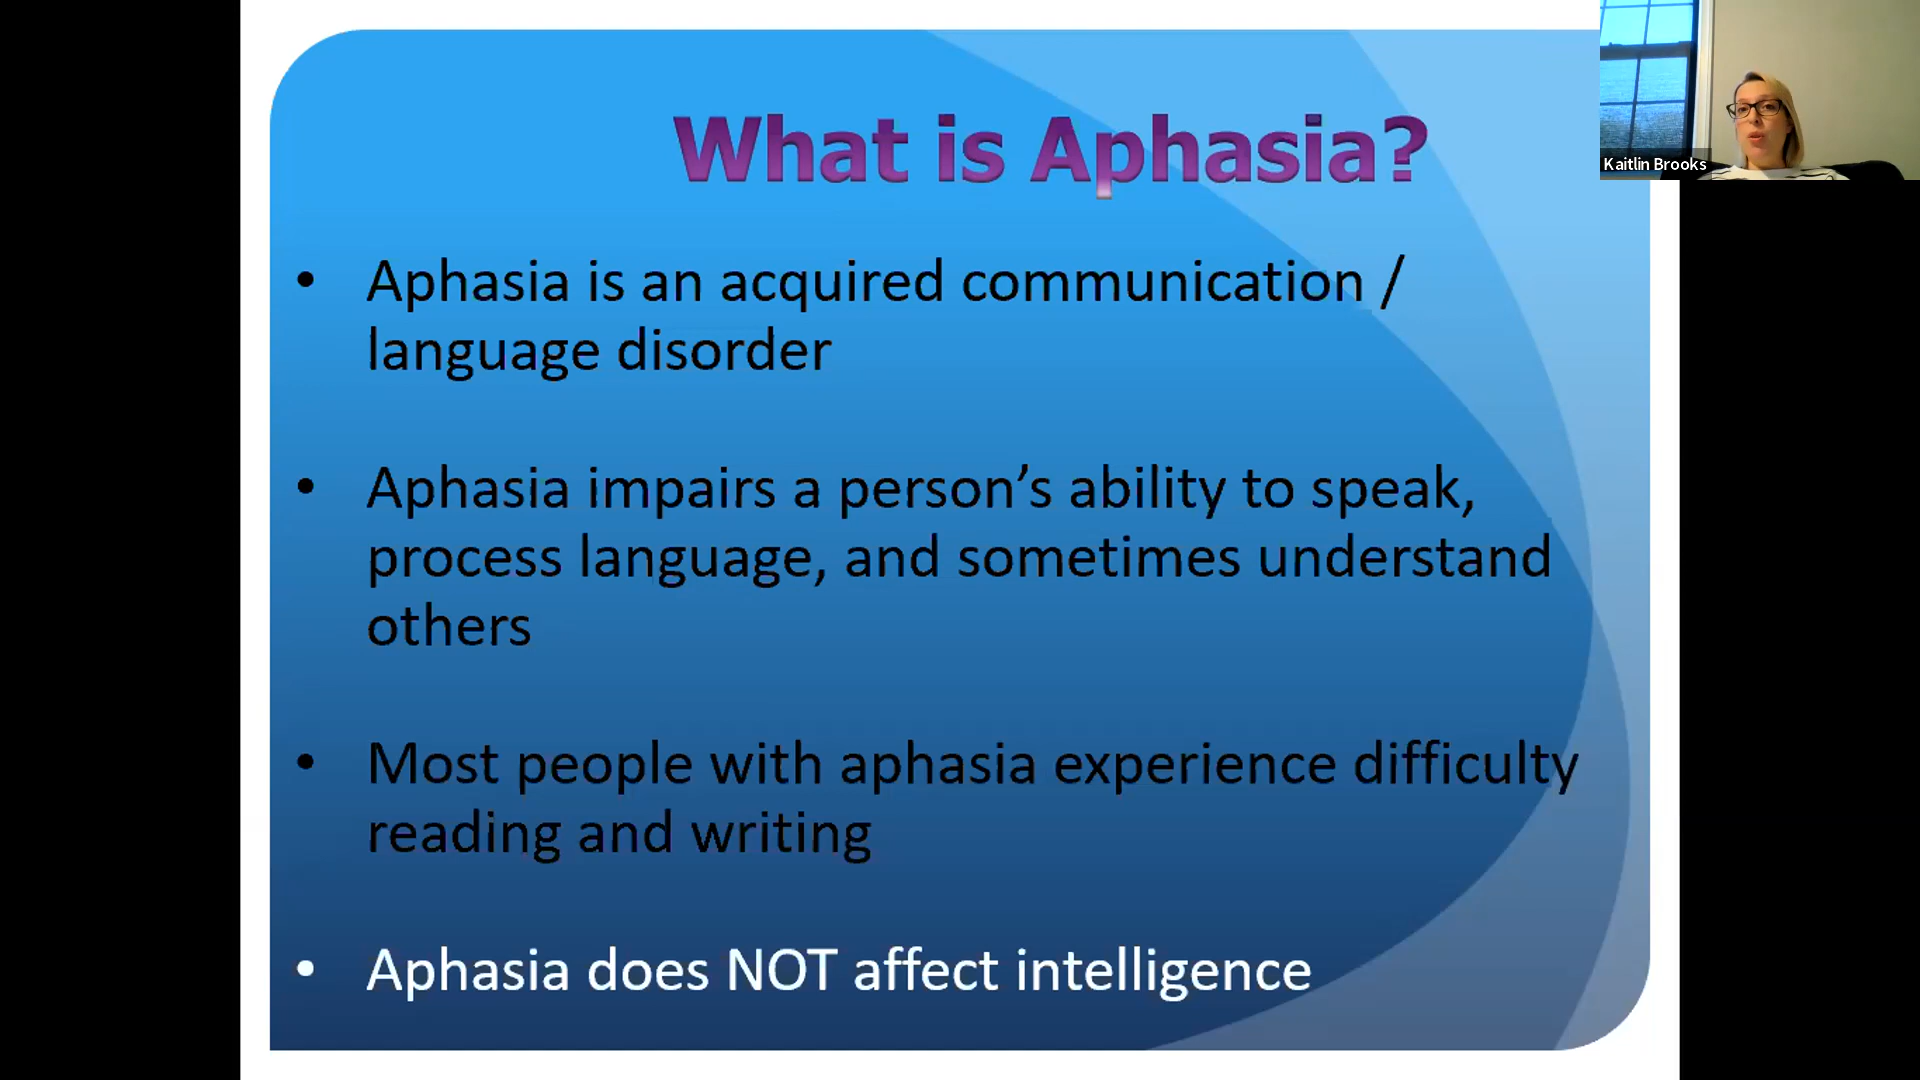 What is Aphasia?
Kaitlin Brooks
• Aphasia is an acquired communication /
language disorder
• Aphasia impairs a person’s ability to speak,
process language, and sometimes understand
others
• Most people with aphasia experience difficulty
reading and writing
• Aphasia does NOT affect intelligence